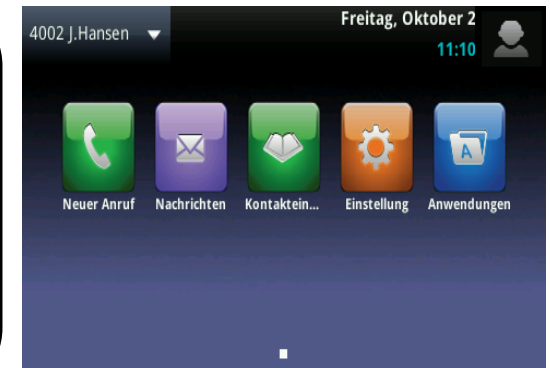 4002 J.Hansen
Freitag, Oktober 2
11:10
A
Neuer Anruf Nachrichten Kontaktein... Einstellung Anwendungen